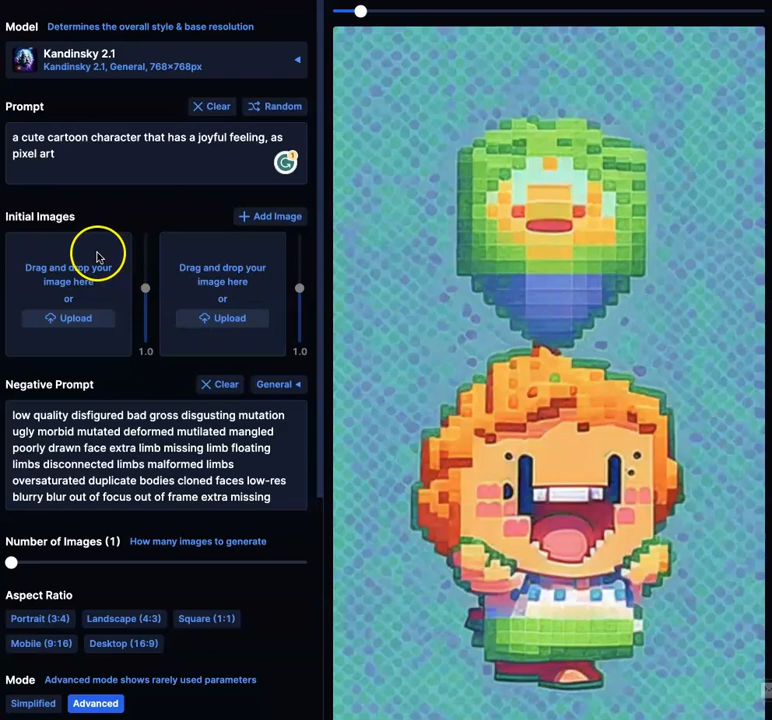 Model Determines the overall style & base resolution
Kandinsky 2.1
Kandinsky 2.1, General, 768×768px
Prompt Clear Random
a cute cartoon character that has a joyful feeling, as
pixel art
1
Initial Images Add Image
Drag and drop your
image here
or
Upload
1.0
Drag and drop your
image here
or
Upload
1.0
Negative Prompt Clear General
low quality disfigured bad gross disgusting mutation
ugly morbid mutated deformed mutilated mangled
poorly drawn face extra limb missing limb floating
limbs disconnected limbs malformed limbs
oversaturated duplicate bodies cloned faces low-res
blurry blur out of focus out of frame extra missing
Number of Images (1) How many images to generate
Aspect Ratio
Portrait (3:4) Landscape (4:3) Square (1:1)
Mobile (9:16) Desktop (16:9)
Mode Advanced mode shows rarely used parameters
Simplified Advanced